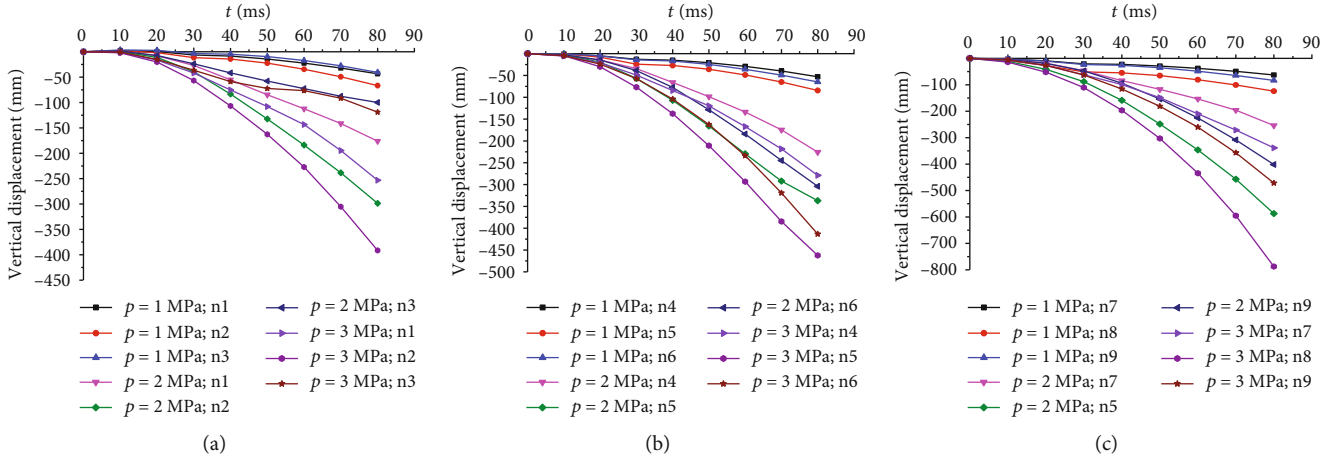 t (ms)
0 10 20 30 40 50 60 70 80 90
Vertical displacement (mm)
−50
−100
−150
−200
−250
−300
−350
−400
−450
p = 1 MPa; n1
p = 1 MPa; n2
p = 1 MPa; n3
p = 2 MPa; n1
p = 2 MPa; n2
p = 2 MPa; n3
p = 3 MPa; n1
p = 3 MPa; n2
p = 3 MPa; n3
(a)
t (ms)
0 10 20 30 40 50 60 70 80 90
Vertical displacement (mm)
−50
−100
−150
−200
−250
−300
−350
−400
−450
−500
p = 1 MPa; n4
p = 1 MPa; n5
p = 1 MPa; n6
p = 2 MPa; n4
p = 2 MPa; n5
p = 2 MPa; n6
p = 3 MPa; n4
p = 3 MPa; n5
p = 3 MPa; n6
(b)
t (ms)
0 10 20 30 40 50 60 70 80 90
Vertical displacement (mm)
−100
−200
−300
−400
−500
−600
−700
−800
p = 1 MPa; n7
p = 1 MPa; n8
p = 1 MPa; n9
p = 2 MPa; n7
p = 2 MPa; n5
p = 2 MPa; n9
p = 3 MPa; n7
p = 3 MPa; n8
p = 3 MPa; n9
(c)